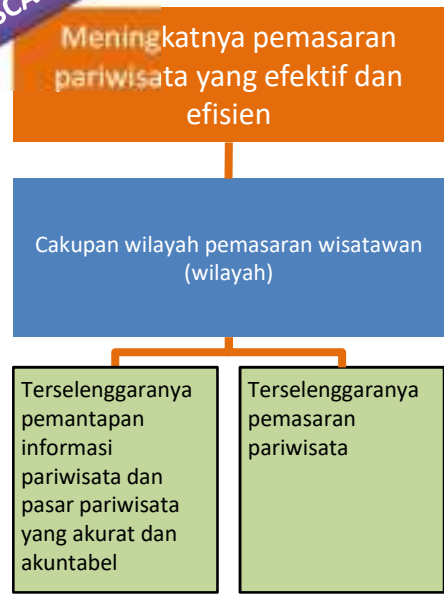 Meningkatnya pemasaran
pariwisata yang efektif dan
efisien
Cakupan wilayah pemasaran wisatawan
(wilayah)
Terselenggaranya
pemantapan
informasi
pariwisata dan
pasar pariwisata
yang akurat dan
akuntabel
Terselenggaranya
pemasaran
pariwisata